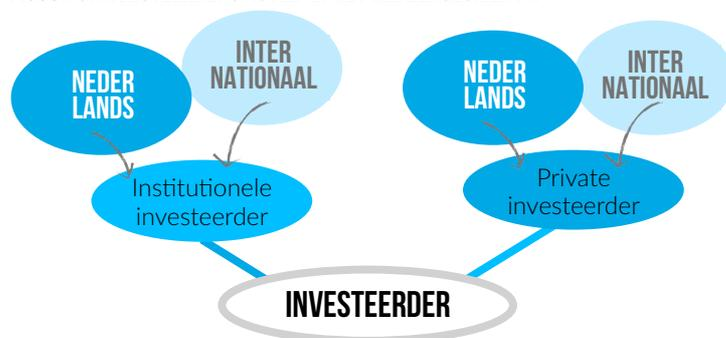 NEDER
LANDS
INTER
NATIONAAL
NEDER
LANDS
INTER
NATIONAAL
Institutionele
investeerder
Private
investeerder
INVESTEERDER